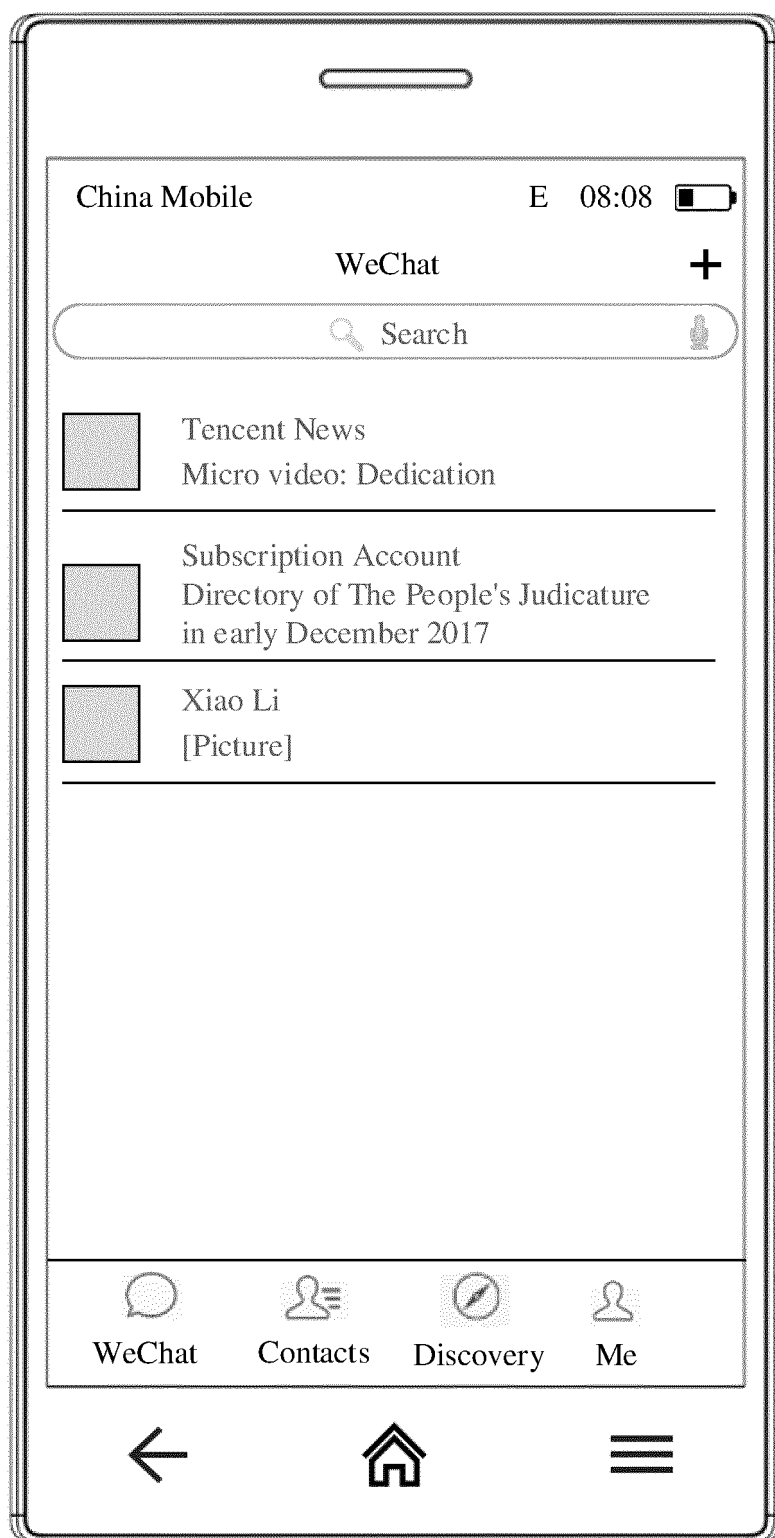 China Mobile E 08:08
WeChat +
Search
Tencent News
Micro video: Dedication
Subscription Account
Directory of The People's Judicature
in early December 2017
Xiao Li
[Picture]
WeChat Contacts Discovery Me